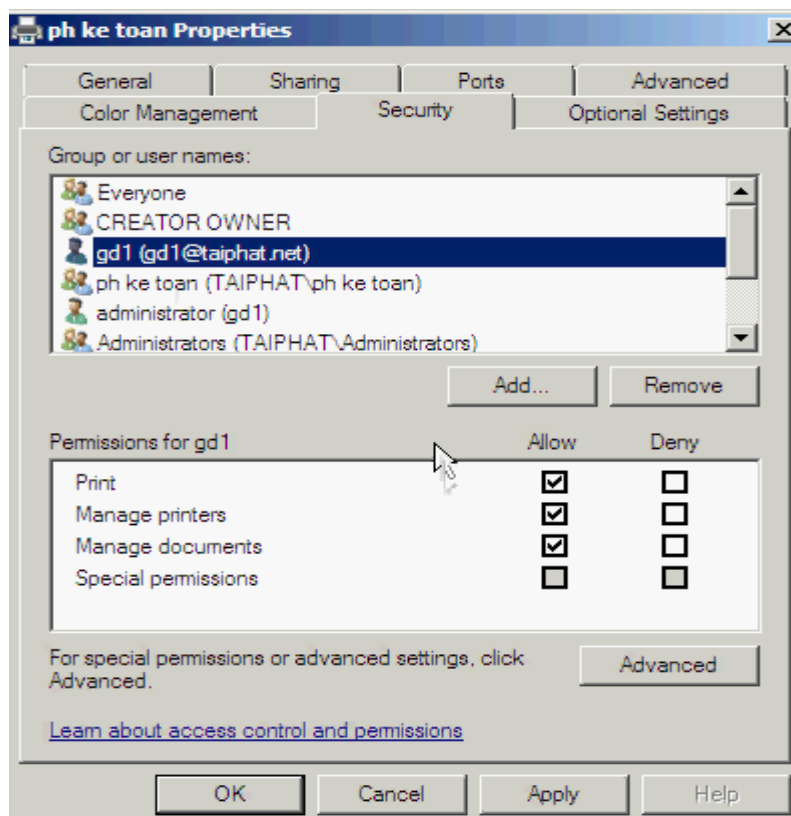 ph ke toan Properties
General Sharing Ports Advanced
Color Management Security Optional Settings
Group or user names:
Everyone
CREATOR OWNER
gd1 (gd1@taiphat.net)
ph ke toan (TAIPHAT\ph ke toan)
administrator (gd1)
Administrators (TAIPHAT\Administrators)
Add... Remove
Permissions for gd1 Allow Deny
Print
Manage printers
Manage documents
Special permissions
For special permissions or advanced settings, click
Advanced.
Advanced
Learn about access control and permissions
OK Cancel Apply Help